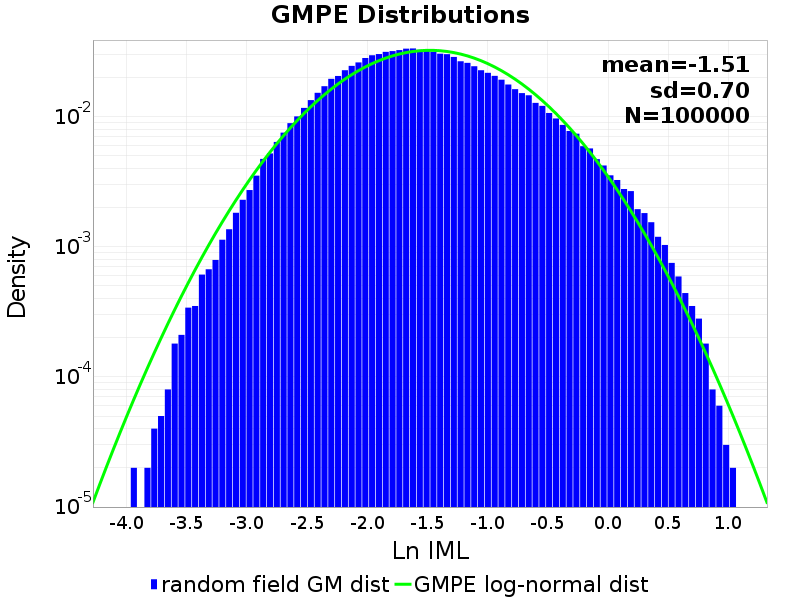 GMPE Distributions
mean=-1.51
sd=0.70
N=100000
Density
10-2
10-3
10-4
10-5
-4.0 -3.5 -3.0 -2.5 -2.0 -1.5 -1.0 -0.5 0.0 0.5 1.0
Ln IML
random field GM dist GMPE log-normal dist